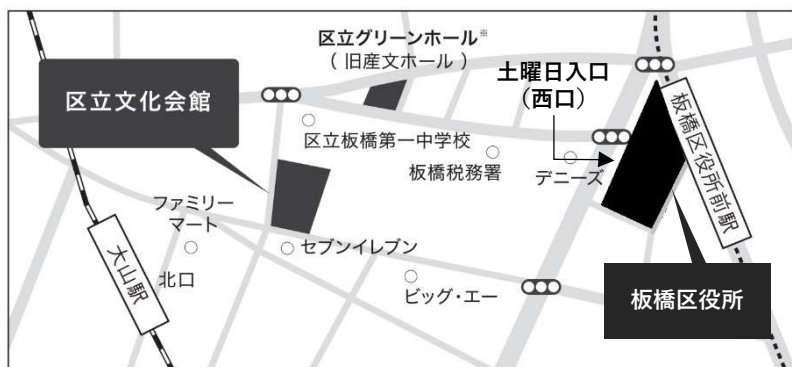 区立グリーンホール※
（旧産文ホール）
土曜日入口
（西口）
区立文化会館
区立板橋第一中学校
板橋税務署
デニーズ
板橋区役所前駅
ファミリー
マート
セブンイレブン
大山駅
北口
ビッグ・エー
板橋区役所